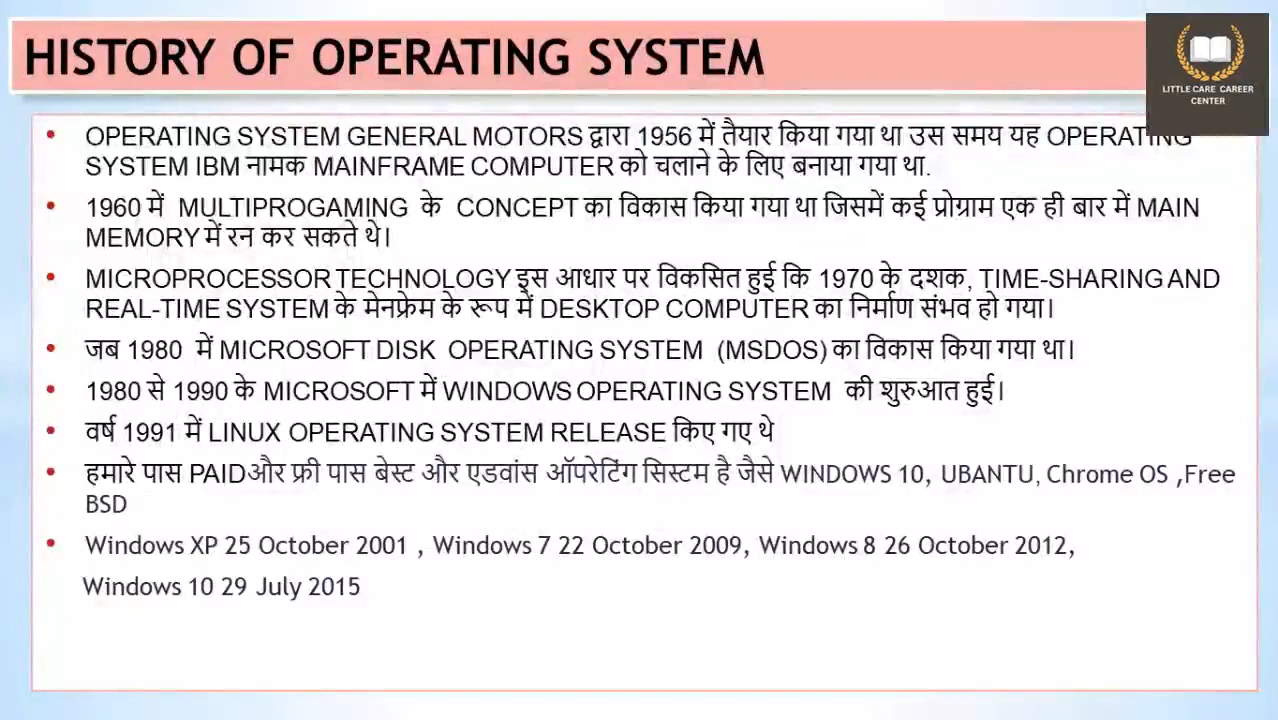 HISTORY OF OPERATING SYSTEM
LITTLE CARE CAREER
CENTER
• OPERATING SYSTEM GENERAL MOTORS द्वारा 1956 में तैयार किया गया था उस समय यह OPERATING
SYSTEM IBM नामक MAINFRAME COMPUTER को चलाने के लिए बनाया गया था.
• 1960 में MULTIPROGAMING के CONCEPT का विकास किया गया था जिसमें कई प्रोग्राम एक ही बार में MAIN
MEMORY में रन कर सकते थे।
• MICROPROCESSOR TECHNOLOGY इस आधार पर विकसित हुई कि 1970 के दशक, TIME-SHARING AND
REAL-TIME SYSTEM के मेनफ्रेम के रूप में DESKTOP COMPUTER का निर्माण संभव हो गया।
• जब 1980 में MICROSOFT DISK OPERATING SYSTEM (MSDOS) का विकास किया गया था।
• 1980 से 1990 के MICROSOFT में WINDOWS OPERATING SYSTEM की शुरुआत हुई।
• वर्ष 1991 में LINUX OPERATING SYSTEM RELEASE किए गए थे
• हमारे पास PAID और फ्री पास बेस्ट और एडवांस ऑपरेटिंग सिस्टम है जैसे WINDOWS 10, UBANTU, Chrome OS ,Free
BSD
• Windows XP 25 October 2001 , Windows 7 22 October 2009, Windows 8 26 October 2012,
Windows 10 29 July 2015